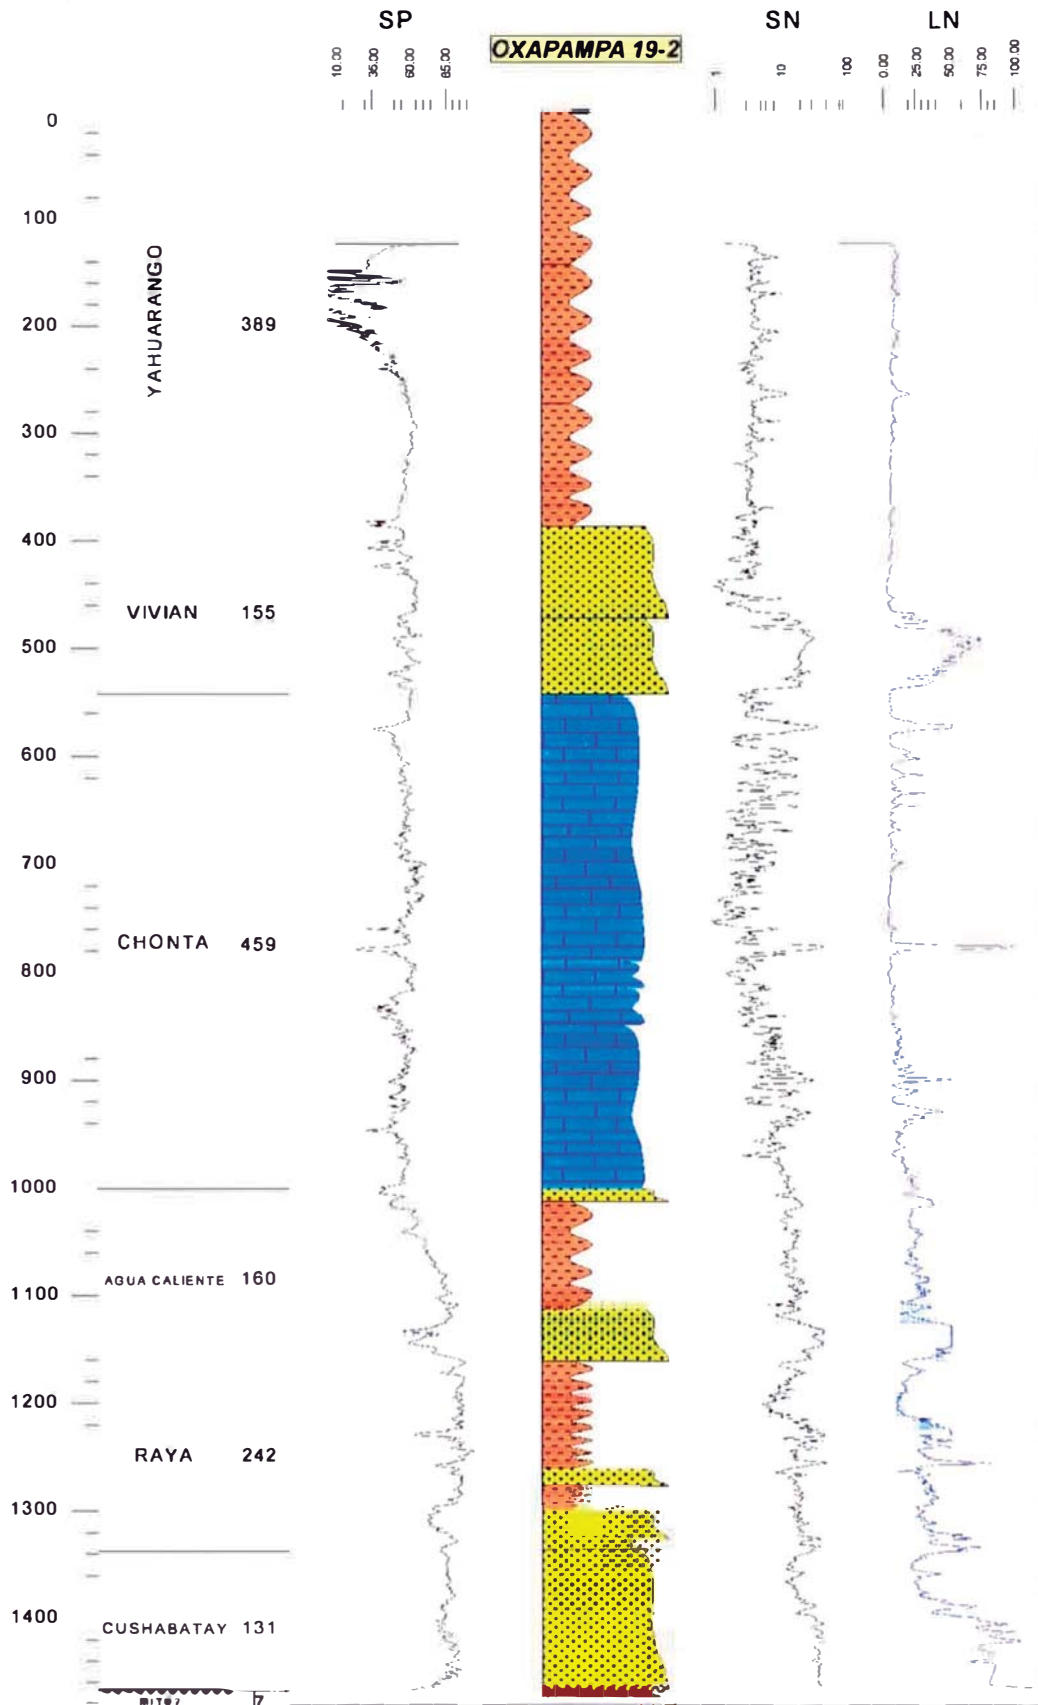 SP
SN
LN
OXAPAMPA 19-2
10.00 35.00 60.00 85.00
1 10 100
0.00 25.00 50.00 75.00 100.00
0
100
YAHUARANGO
200 389
300
400
VIVIAN 155
500
600
700
CHONTA 459
800
900
1000
AGUA CALIENTE 160
1100
1200
RAYA 242
1300
1400
CUSHABATAY 131
MITO? 7